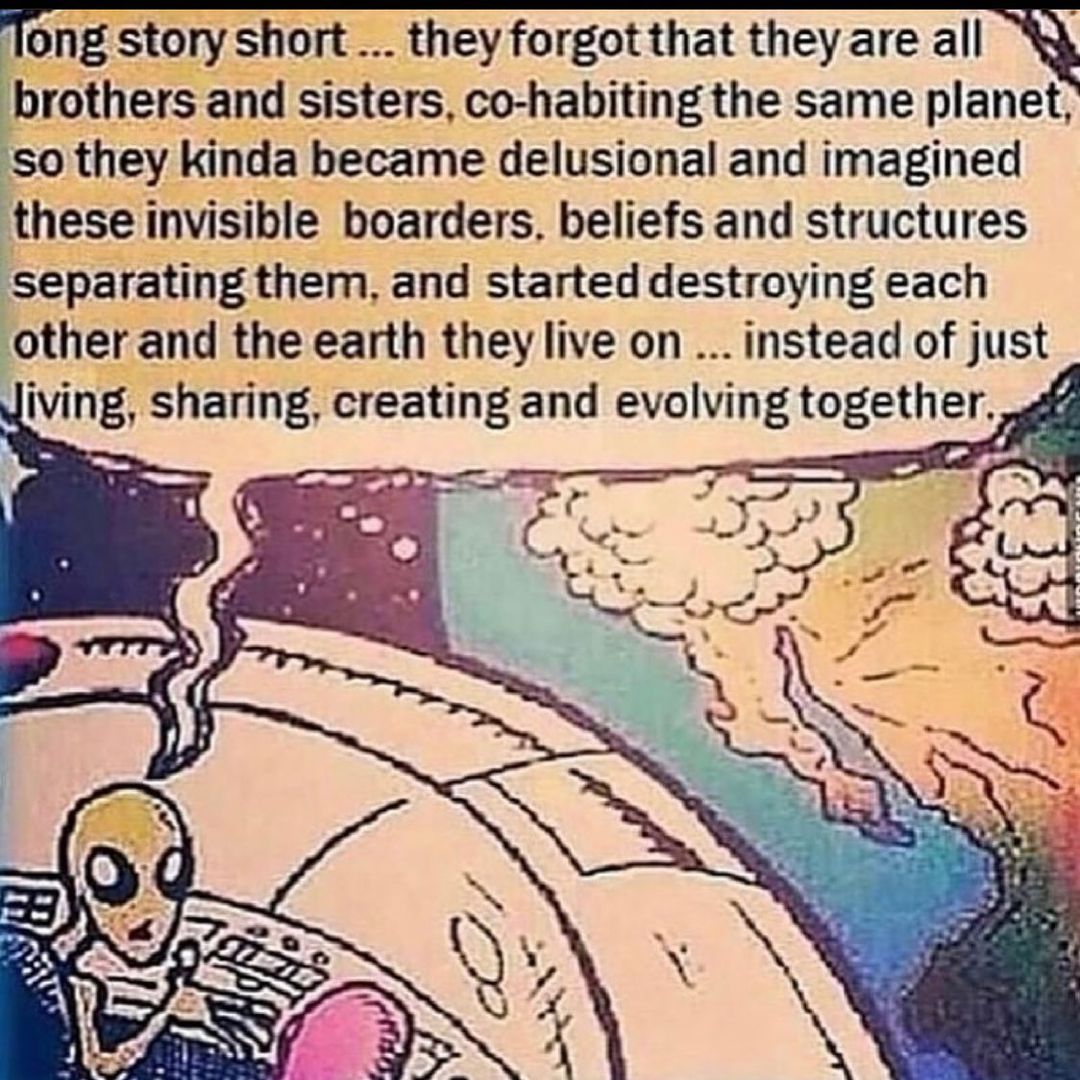 long story short ... they forgot that they are all
brothers and sisters, co-habiting the same planet,
so they kinda became delusional and imagined
these invisible boarders, beliefs and structures
separating them, and started destroying each
other and the earth they live on ... instead of just
living, sharing, creating and evolving together..